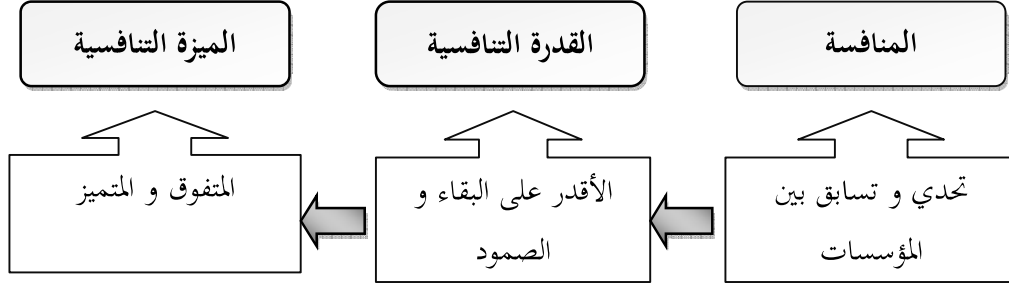 المنافسة
القدرة التنافسية
الميزة التنافسية
تحدي و تسابق بين
المؤسسات
الأقدر على البقاء و
الصمود
المتفوق و المتميز